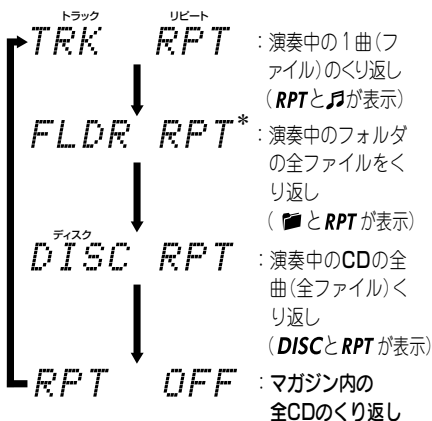 トラック リピート
TRK RPT :演奏中の1曲(フ
ァイル)のくり返し
(RPTと♬が表示)
FLDR RPT* :演奏中のフォルダ
の全ファイルをく
り返し
(とRPTが表示)
ディスク
DISC RPT :演奏中のCDの全
曲(全ファイル)く
り返し
(DISCとRPTが表示)
RPT OFF :マガジン内の
全CDのくり返し